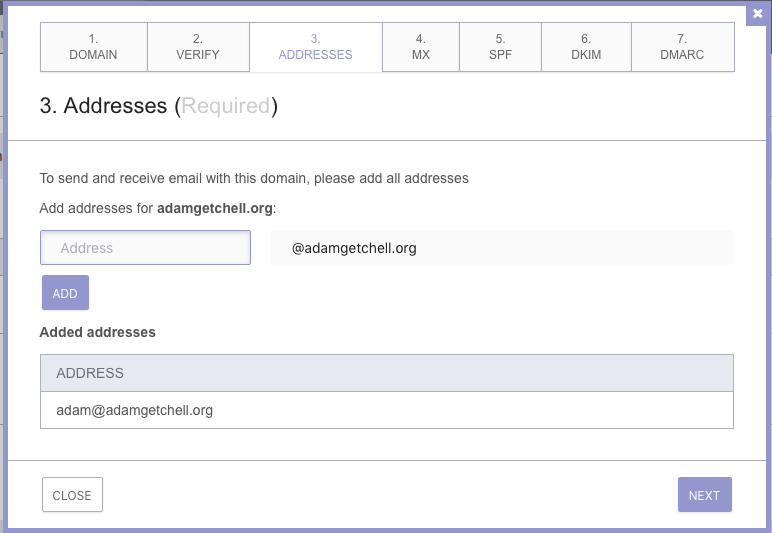 1. DOMAIN
2. VERIFY
3. ADDRESSES
4. MX
5. SPF
6. DKIM
7. DMARC
3. Addresses (Required)
To send and receive email with this domain, please add all addresses
Add addresses for adamgetchell.org:
Address @adamgetchell.org
ADD
Added addresses
ADDRESS
adam@adamgetchell.org
CLOSE NEXT